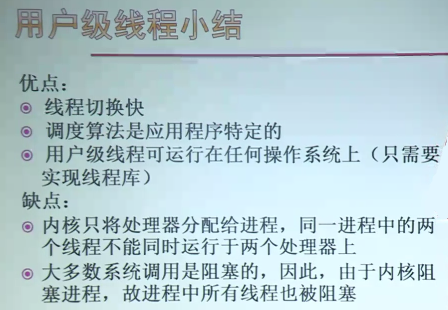 用户级线程小结
优点：
线程切换快
调度算法是应用程序特定的
用户级线程可运行在任何操作系统上（只需要
实现线程库）
缺点：
内核只将处理器分配给进程，同一进程中的两
个线程不能同时运行于两个处理器上
大多数系统调用是阻塞的，因此，由于内核阻
塞进程，故进程中所有线程也被阻塞